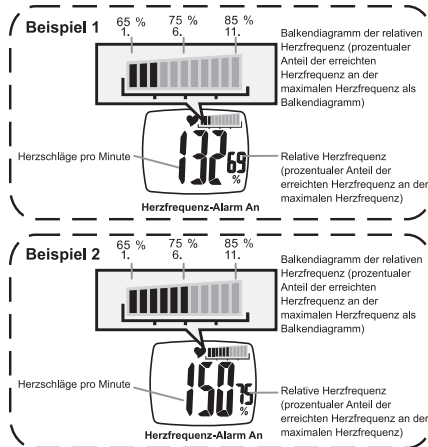 Beispiel 1
65 % 75 % 85 %
1. 6. 11.
Balkendiagramm der relativen
Herzfrequenz (prozentualer
Anteil der erreichten
Herzfrequenz an der
maximalen Herzfrequenz als
Balkendiagramm)
Herzschläge pro Minute
132 69
%
Relative Herzfrequenz
(prozentualer Anteil der
erreichten Herzfrequenz an der
maximalen Herzfrequenz)
Herzfrequenz-Alarm An
Beispiel 2
65 % 75 % 85 %
1. 6. 11.
Balkendiagramm der relativen
Herzfrequenz (prozentualer
Anteil der erreichten
Herzfrequenz an der
maximalen Herzfrequenz als
Balkendiagramm)
Herzschläge pro Minute
150 75
%
Relative Herzfrequenz
(prozentualer Anteil der
erreichten Herzfrequenz an der
maximalen Herzfrequenz)
Herzfrequenz-Alarm An